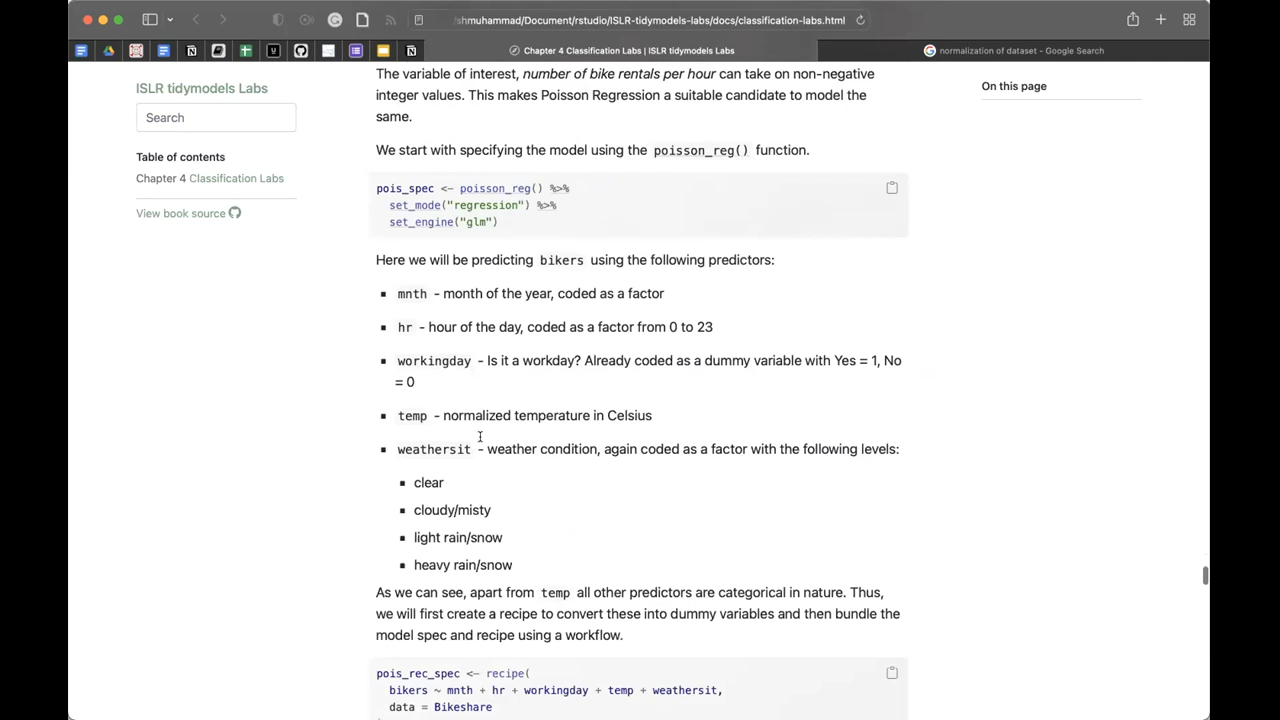 /shmuhammad/Document/rstudio/ISLR-tidymodels-labs/docs/classification-labs.html
Chapter 4 Classification Labs | ISLR tidymodels Labs
normalization of dataset - Google Search
ISLR tidymodels Labs
Search
Table of contents
Chapter 4 Classification Labs
View book source
The variable of interest, number of bike rentals per hour can take on non-negative
integer values. This makes Poisson Regression a suitable candidate to model the
same.
We start with specifying the model using the poisson_reg() function.
pois_spec <- poisson_reg() %>%
set_mode("regression") %>%
set_engine("glm")
Here we will be predicting bikers using the following predictors:
mnth - month of the year, coded as a factor
hr - hour of the day, coded as a factor from 0 to 23
workingday - Is it a workday? Already coded as a dummy variable with Yes = 1, No
= 0
temp - normalized temperature in Celsius
weathersit - weather condition, again coded as a factor with the following levels:
clear
cloudy/misty
light rain/snow
heavy rain/snow
As we can see, apart from temp all other predictors are categorical in nature. Thus,
we will first create a recipe to convert these into dummy variables and then bundle the
model spec and recipe using a workflow.
pois_rec_spec <- recipe(
bikers ~ mnth + hr + workingday + temp + weathersit,
data = Bikeshare
On this page